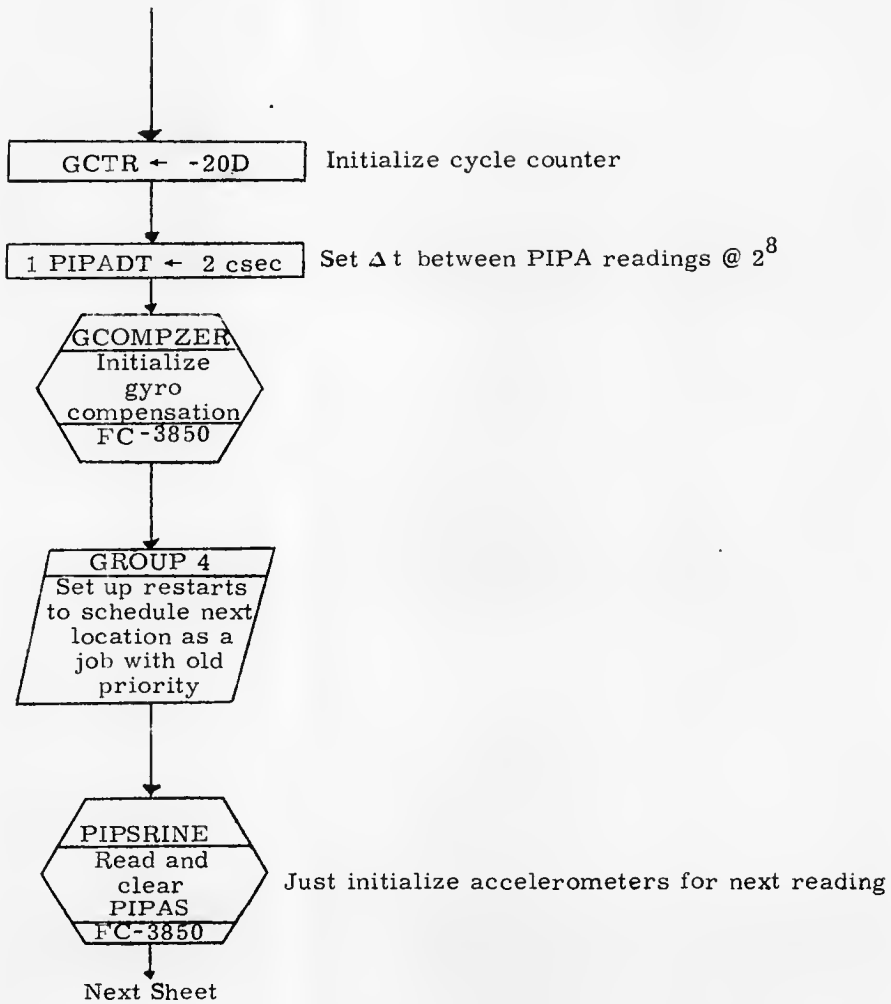 GCTR ← -20D
Initialize cycle counter
1 PIPADT ← 2 csec
Set Δt between PIPA readings @ 2⁸
GCOMPZER
Initialize
gyro
compensation
FC-3850
GROUP 4
Set up restarts
to schedule next
location as a
job with old
priority
PIPSRINE
Read and
clear
PIPAS
FC-3850
Just initialize accelerometers for next reading
Next Sheet